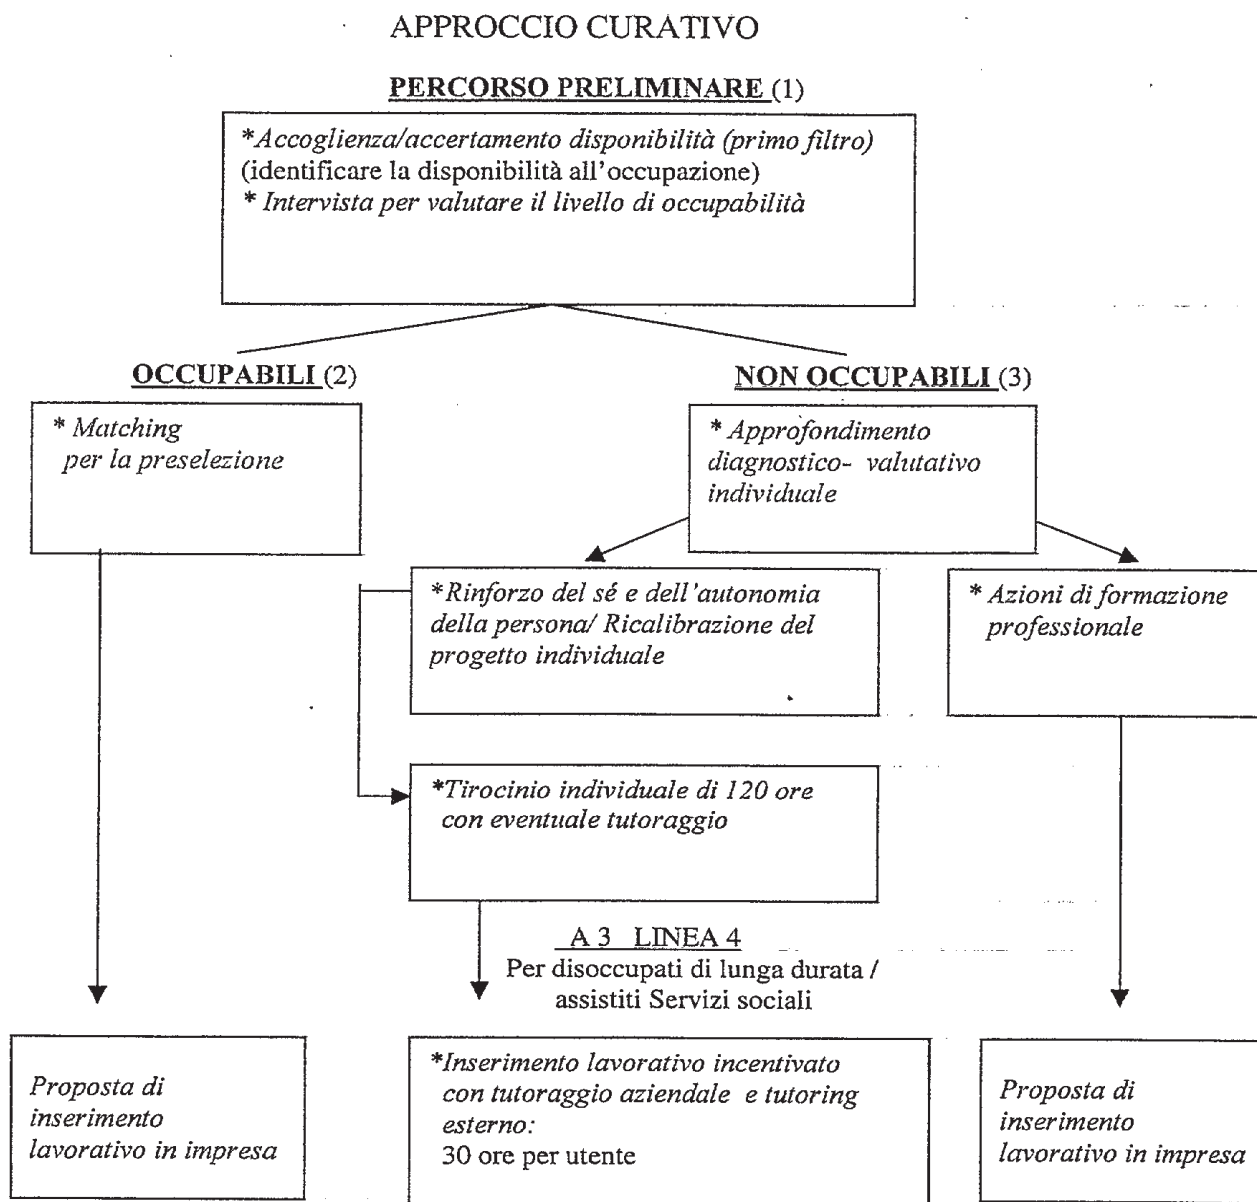 APPROCCIO CURATIVO
PERCORSO PRELIMINARE (1)
*Accoglienza/accertamento disponibilità (primo filtro)
(identificare la disponibilità all'occupazione)
* Intervista per valutare il livello di occupabilità
OCCUPABILI (2)
* Matching
per la preselezione
NON OCCUPABILI (3)
* Approfondimento
diagnostico- valutativo
individuale
*Rinforzo del sé e dell'autonomia
della persona/ Ricalibrazione del
progetto individuale
* Azioni di formazione
professionale
*Tirocinio individuale di 120 ore
con eventuale tutoraggio
A 3 LINEA 4
Per disoccupati di lunga durata /
assistiti Servizi sociali
Proposta di
inserimento
lavorativo in impresa
*Inserimento lavorativo incentivato
con tutoraggio aziendale e tutoring
esterno:
30 ore per utente
Proposta di
inserimento
lavorativo in impresa